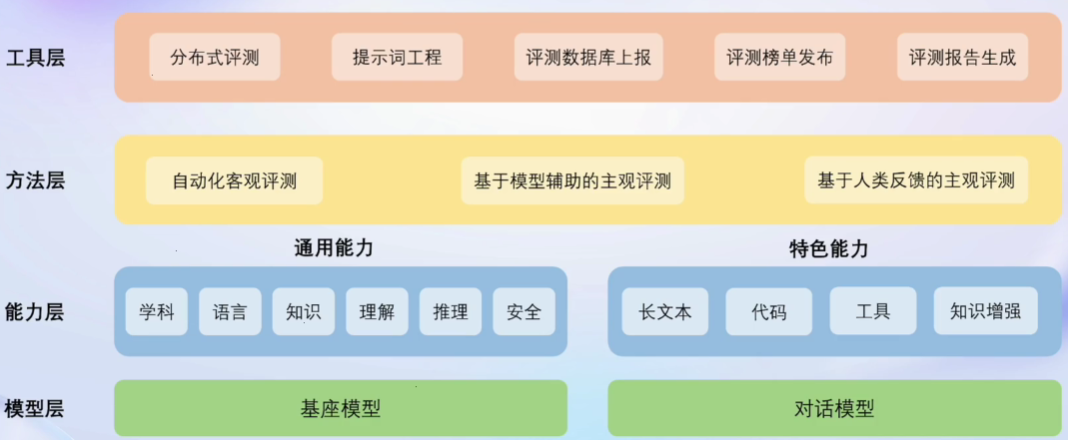 工具层 分布式评测 提示词工程 评测数据库上报 评测榜单发布 评测报告生成
方法层 自动化客观评测 基于模型辅助的主观评测 基于人类反馈的主观评测
通用能力 特色能力
能力层 学科 语言 知识 理解 推理 安全 长文本 代码 工具 知识增强
模型层 基座模型 对话模型